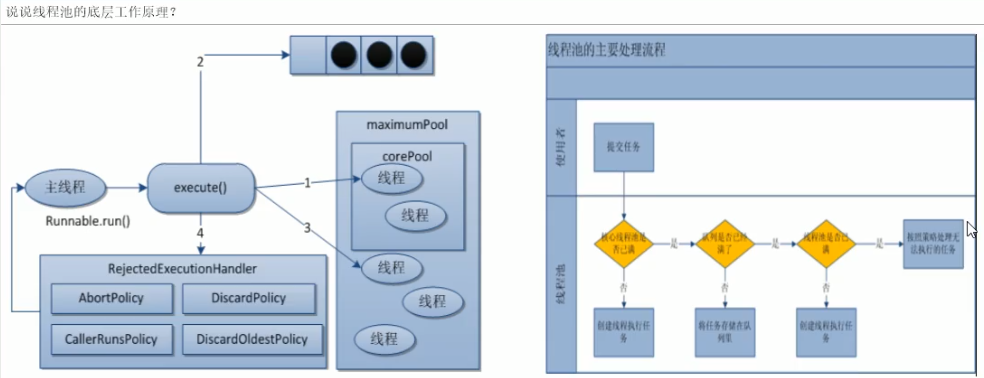 说说线程池的底层工作原理？
2
maximumPool
corePool
线程
线程
主线程
execute()
1
3
Runnable.run()
4
线程
线程
线程
RejectedExecutionHandler
AbortPolicy
DiscardPolicy
CallerRunsPolicy
DiscardOldestPolicy
线程池的主要处理流程
使用者
提交任务
线程池
核心线程池是否已满
是
队列是否已经满了
是
线程池是否已满
是
按照策略处理无法执行的任务
否
否
否
创建线程执行任务
将任务存储在队列里
创建线程执行任务